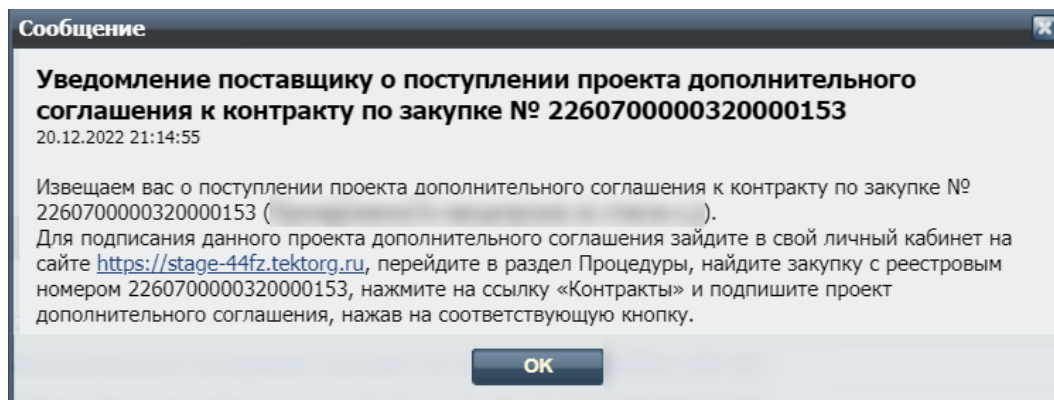 Сообщение
Уведомление поставщику о поступлении проекта дополнительного
соглашения к контракту по закупке № 2260700000320000153
20.12.2022 21:14:55
Извещаем вас о поступлении проекта дополнительного соглашения к контракту по закупке №
2260700000320000153 ( ).
Для подписания данного проекта дополнительного соглашения зайдите в свой личный кабинет на
сайте https://stage-44fz.tektorg.ru, перейдите в раздел Процедуры, найдите закупку с реестровым
номером 2260700000320000153, нажмите на ссылку «Контракты» и подпишите проект
дополнительного соглашения, нажав на соответствующую кнопку.
ОК